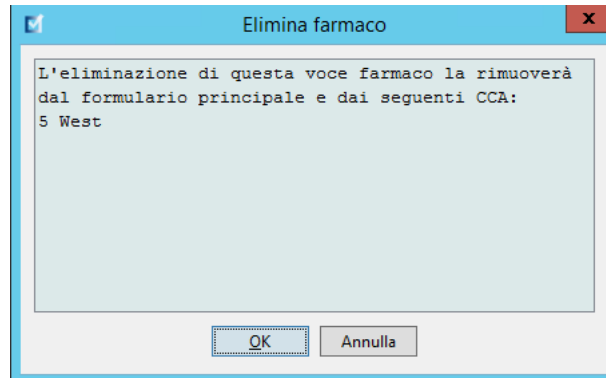 Elimina farmaco
x
L'eliminazione di questa voce farmaco la rimuoverà
dal formulario principale e dai seguenti CCA:
5 West
OK
Annulla